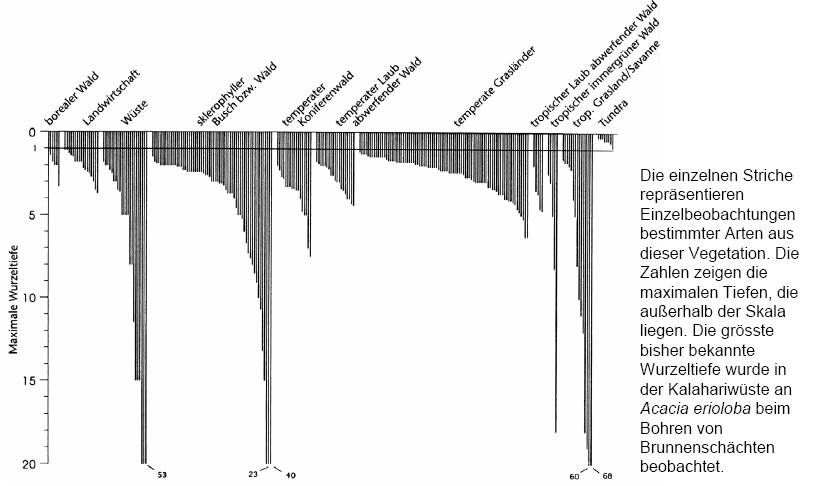 borealer Wald
Landwirtschaft
Wüste
sklerophyller
Busch bzw. Wald
temperater
Koniferenwald
temperater Laub
abwerfender Wald
temperate Grasländer
tropischer Laub abwerfender Wald
tropischer immergrüner Wald
trop. Grasland/Savanne
Tundra
Maximale Wurzeltiefe
0
1
5
10
15
20
53
23
40
60
68
Die einzelnen Striche
repräsentieren
Einzelbeobachtungen
bestimmter Arten aus
dieser Vegetation. Die
Zahlen zeigen die
maximalen Tiefen, die
außerhalb der Skala
liegen. Die grösste
bisher bekannte
Wurzeltiefe wurde in
der Kalahariwüste an
Acacia erioloba beim
Bohren von
Brunnenschächten
beobachtet.